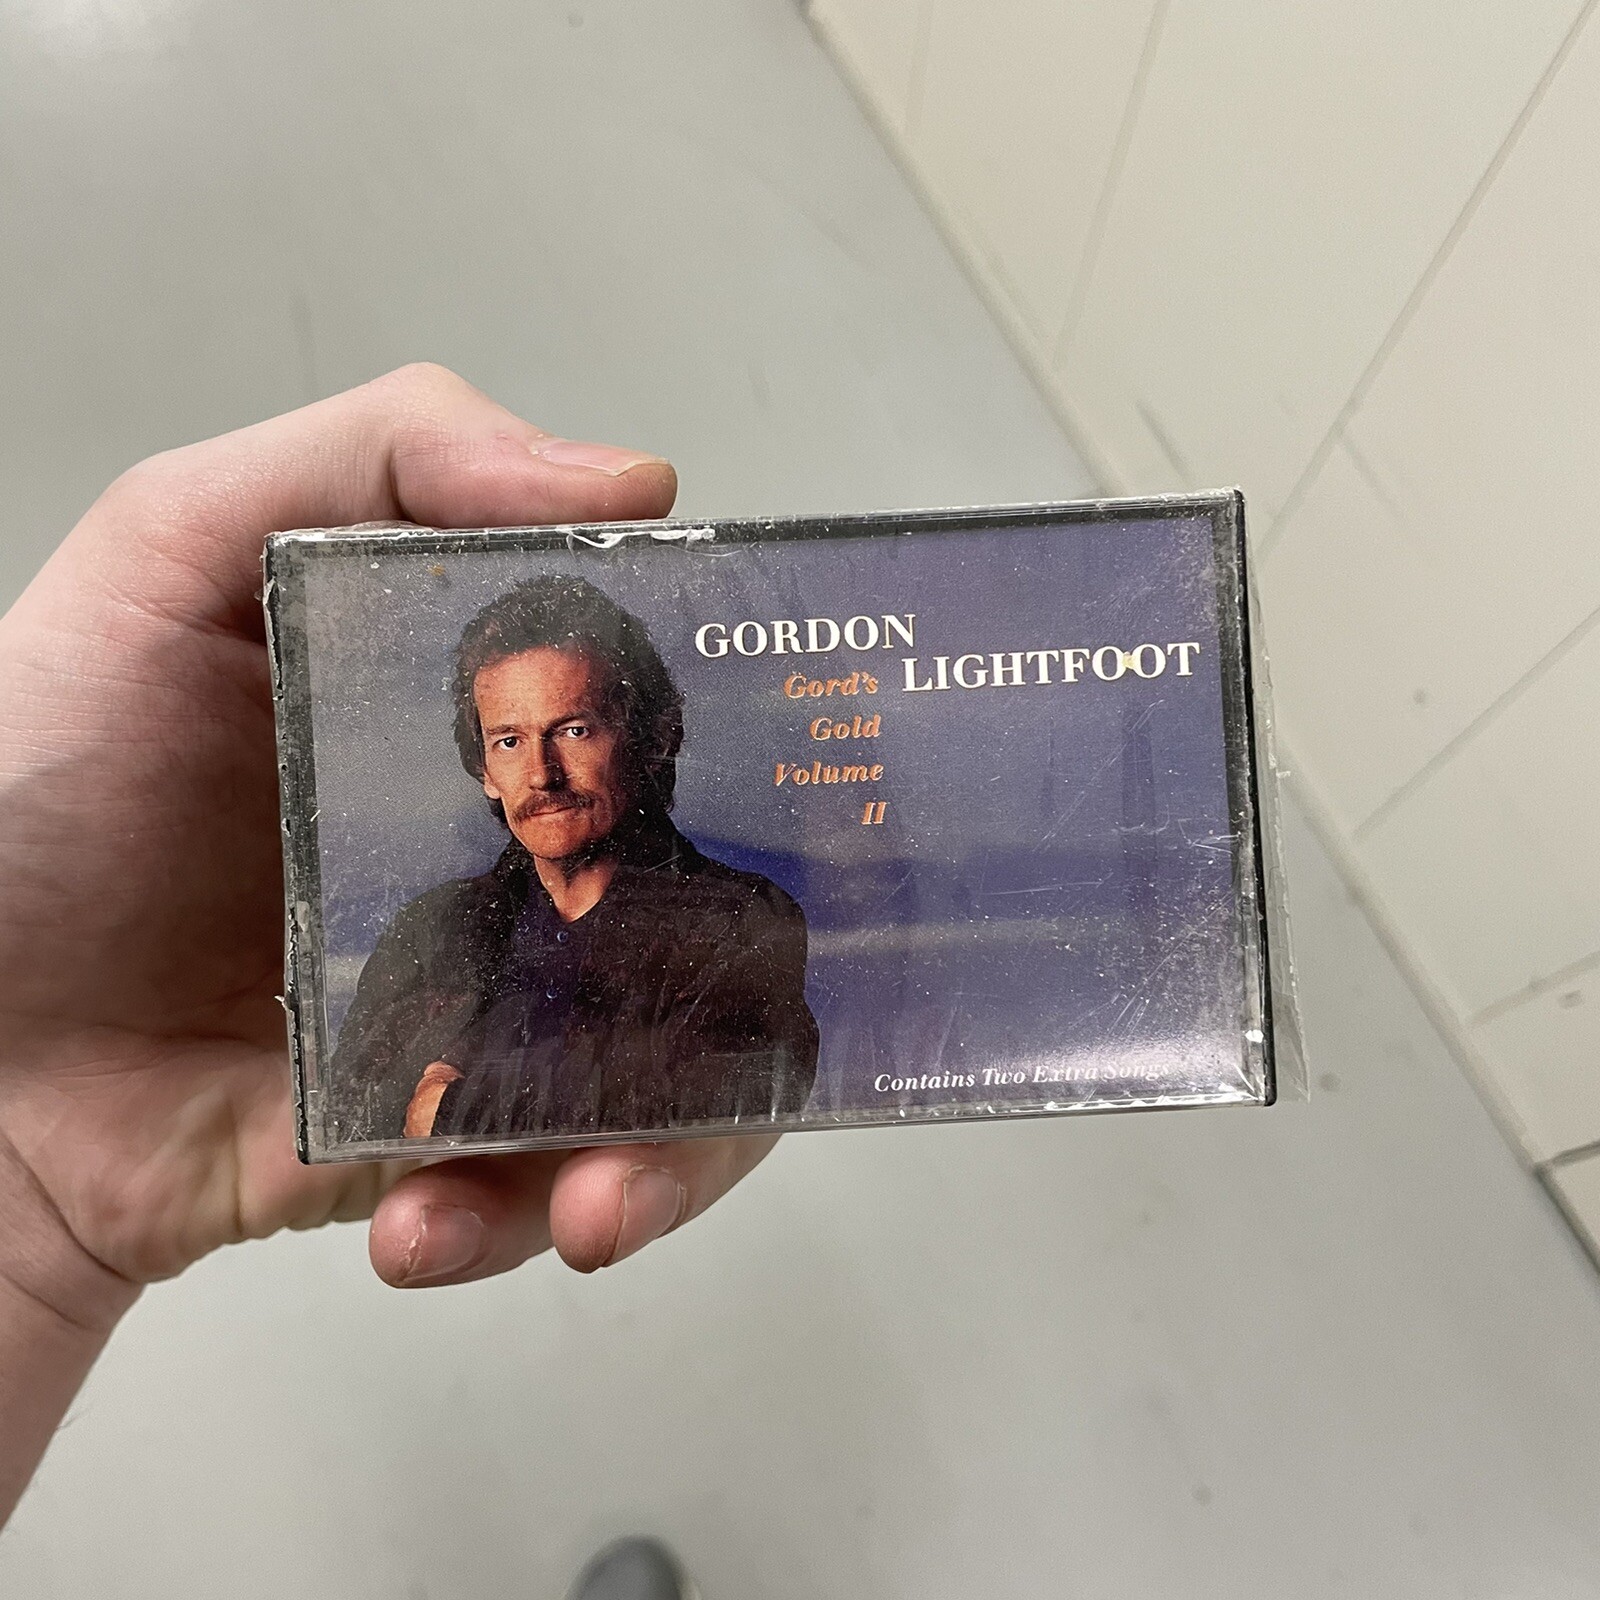 GORDON
LIGHTFOOT
Gord's
Gold
Volume
II
Contains Two Extra Songs